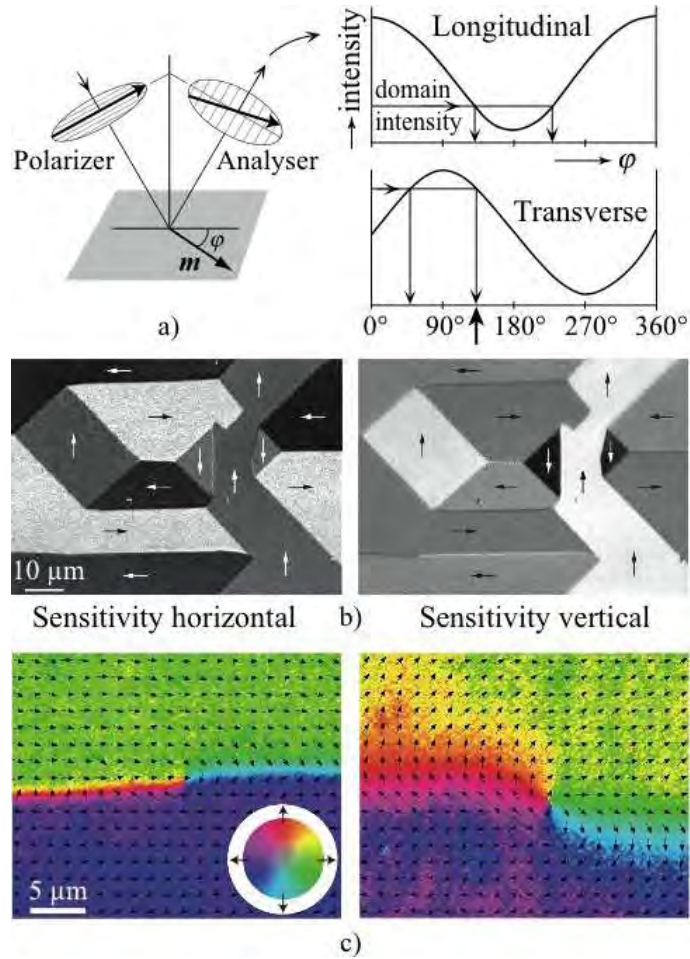 Longitudinal
intensity
domain
intensity
φ
Polarizer
Analyser
φ
m
Transverse
a)
0° 90° 180° 270° 360°
10 µm
Sensitivity horizontal b) Sensitivity vertical
5 µm
c)